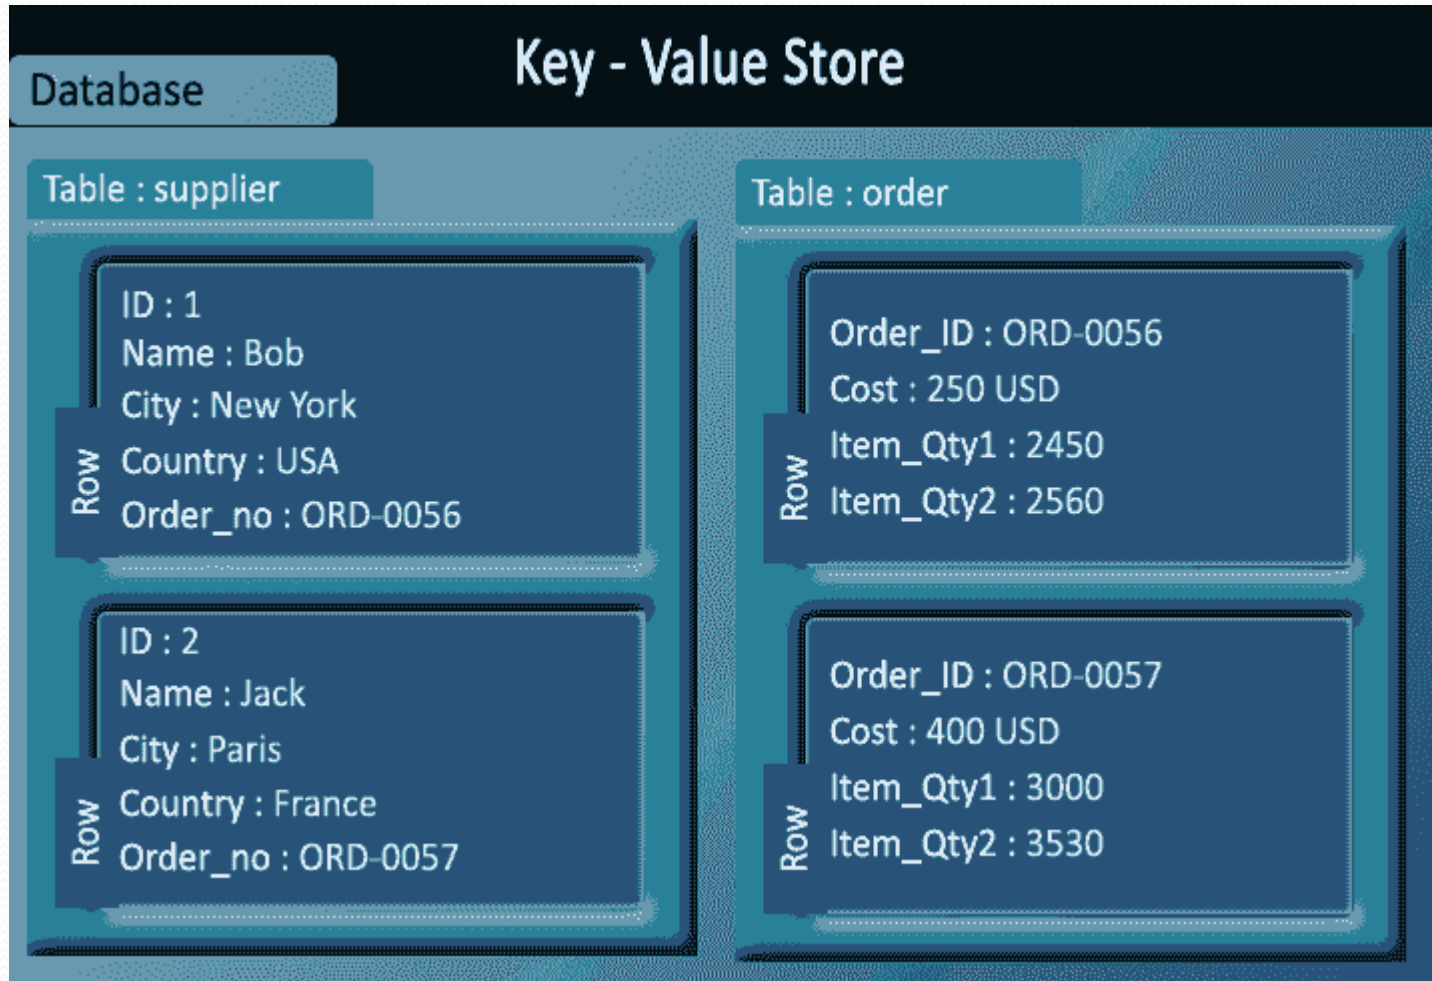 Key - Value Store
Database
Table : supplier
ID : 1
Name : Bob
City : New York
Country : USA
Order_no : ORD-0056
Row
ID : 2
Name : Jack
City : Paris
Country : France
Order_no : ORD-0057
Row
Table : order
Order_ID : ORD-0056
Cost : 250 USD
Item_Qty1 : 2450
Item_Qty2 : 2560
Row
Order_ID : ORD-0057
Cost : 400 USD
Item_Qty1 : 3000
Item_Qty2 : 3530
Row